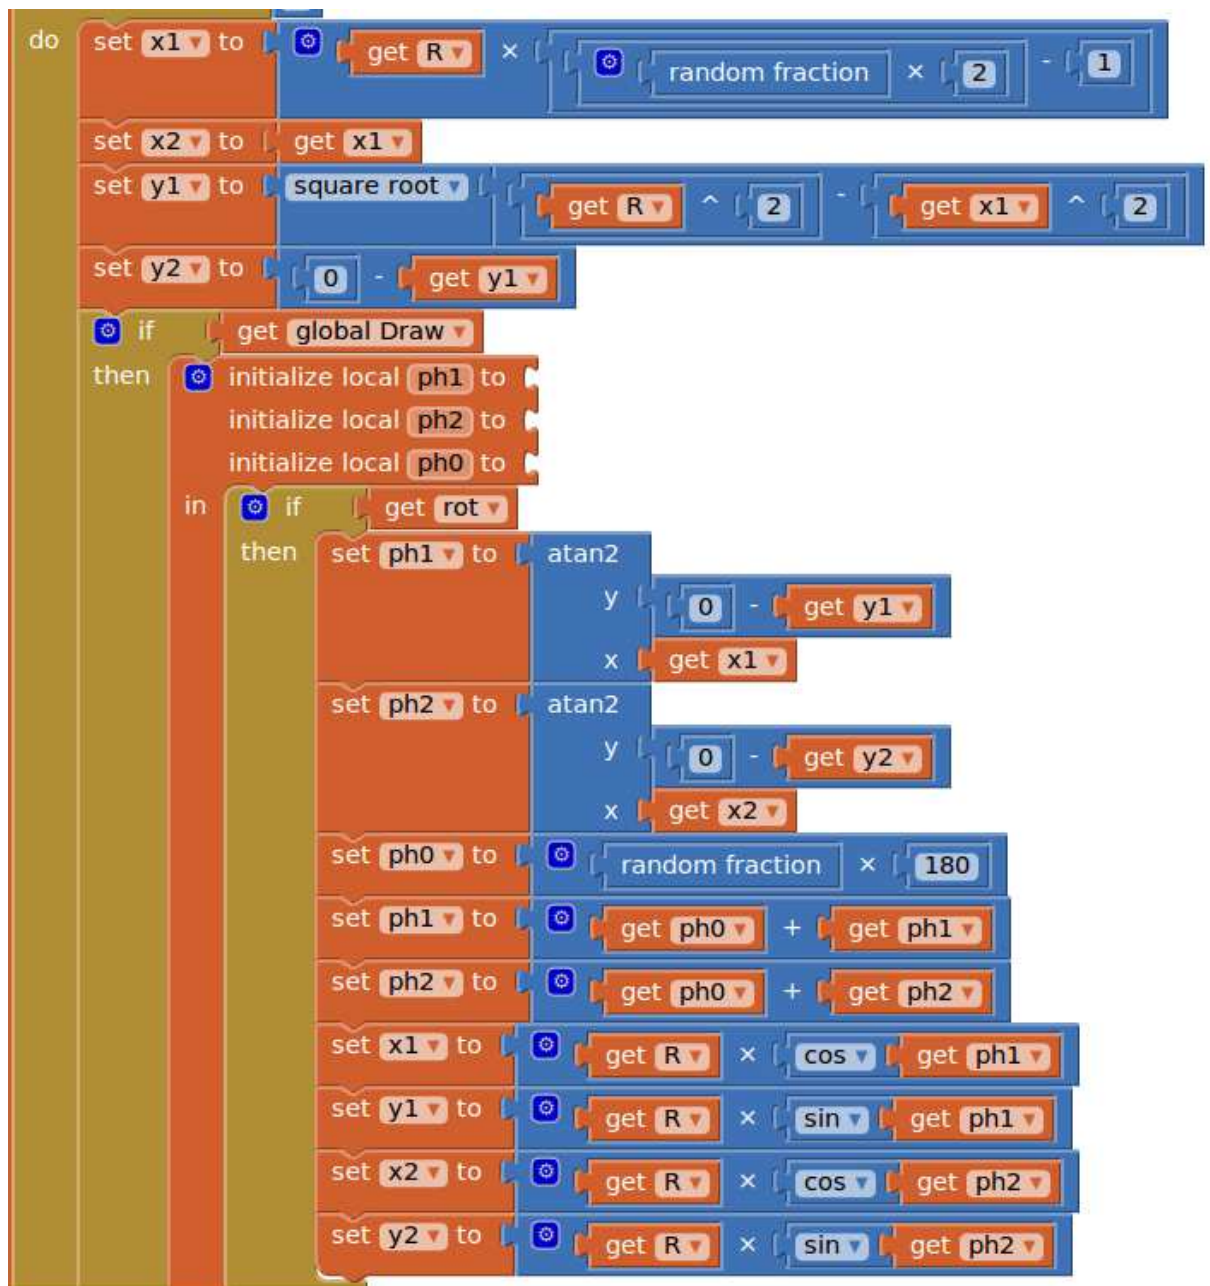 do set x1 to get R × random fraction × 2 - 1
set x2 to get x1
set y1 to square root get R ^ 2 - get x1 ^ 2
set y2 to 0 - get y1
if get global Draw
then initialize local ph1 to
initialize local ph2 to
initialize local ph0 to
in if get rot
then set ph1 to atan2
y 0 - get y1
x get x1
set ph2 to atan2
y 0 - get y2
x get x2
set ph0 to random fraction × 180
set ph1 to get ph0 + get ph1
set ph2 to get ph0 + get ph2
set x1 to get R × cos get ph1
set y1 to get R × sin get ph1
set x2 to get R × cos get ph2
set y2 to get R × sin get ph2